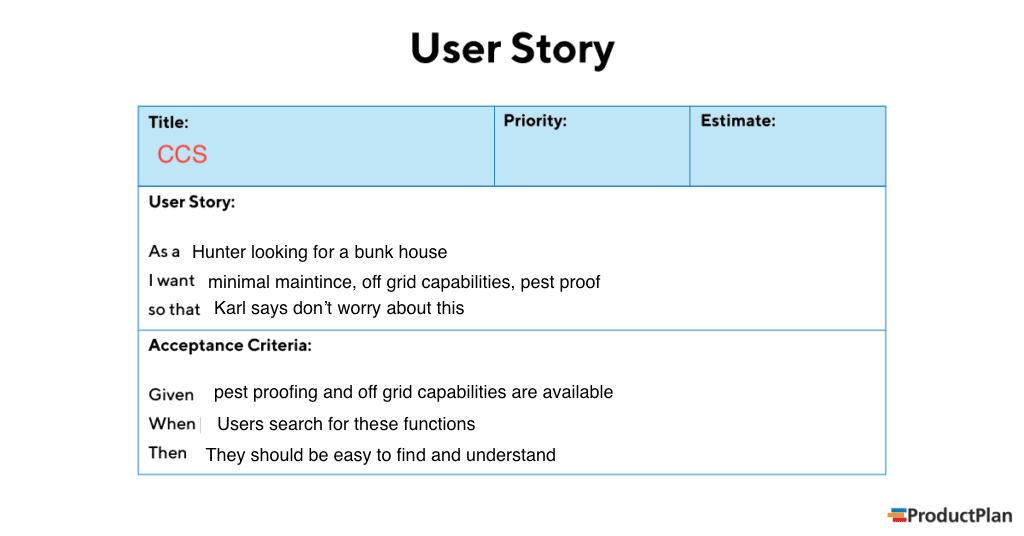 User Story
Title:
Priority:
Estimate:
CCS
User Story:
As a Hunter looking for a bunk house
I want minimal maintince, off grid capabilities, pest proof
so that Karl says don’t worry about this
Acceptance Criteria:
Given pest proofing and off grid capabilities are available
When Users search for these functions
Then They should be easy to find and understand
ProductPlan